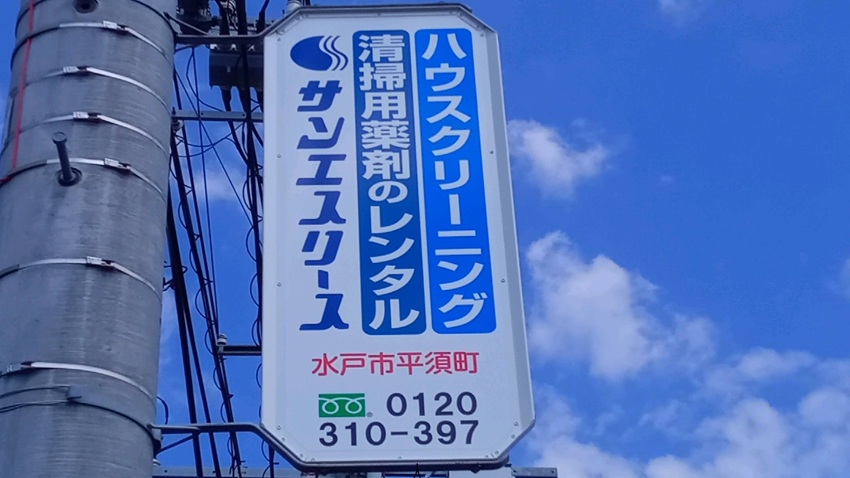 ハウスクリーニング
清掃用薬剤のレンタル
サンエスリース
水戸市平須町
0120
310-397